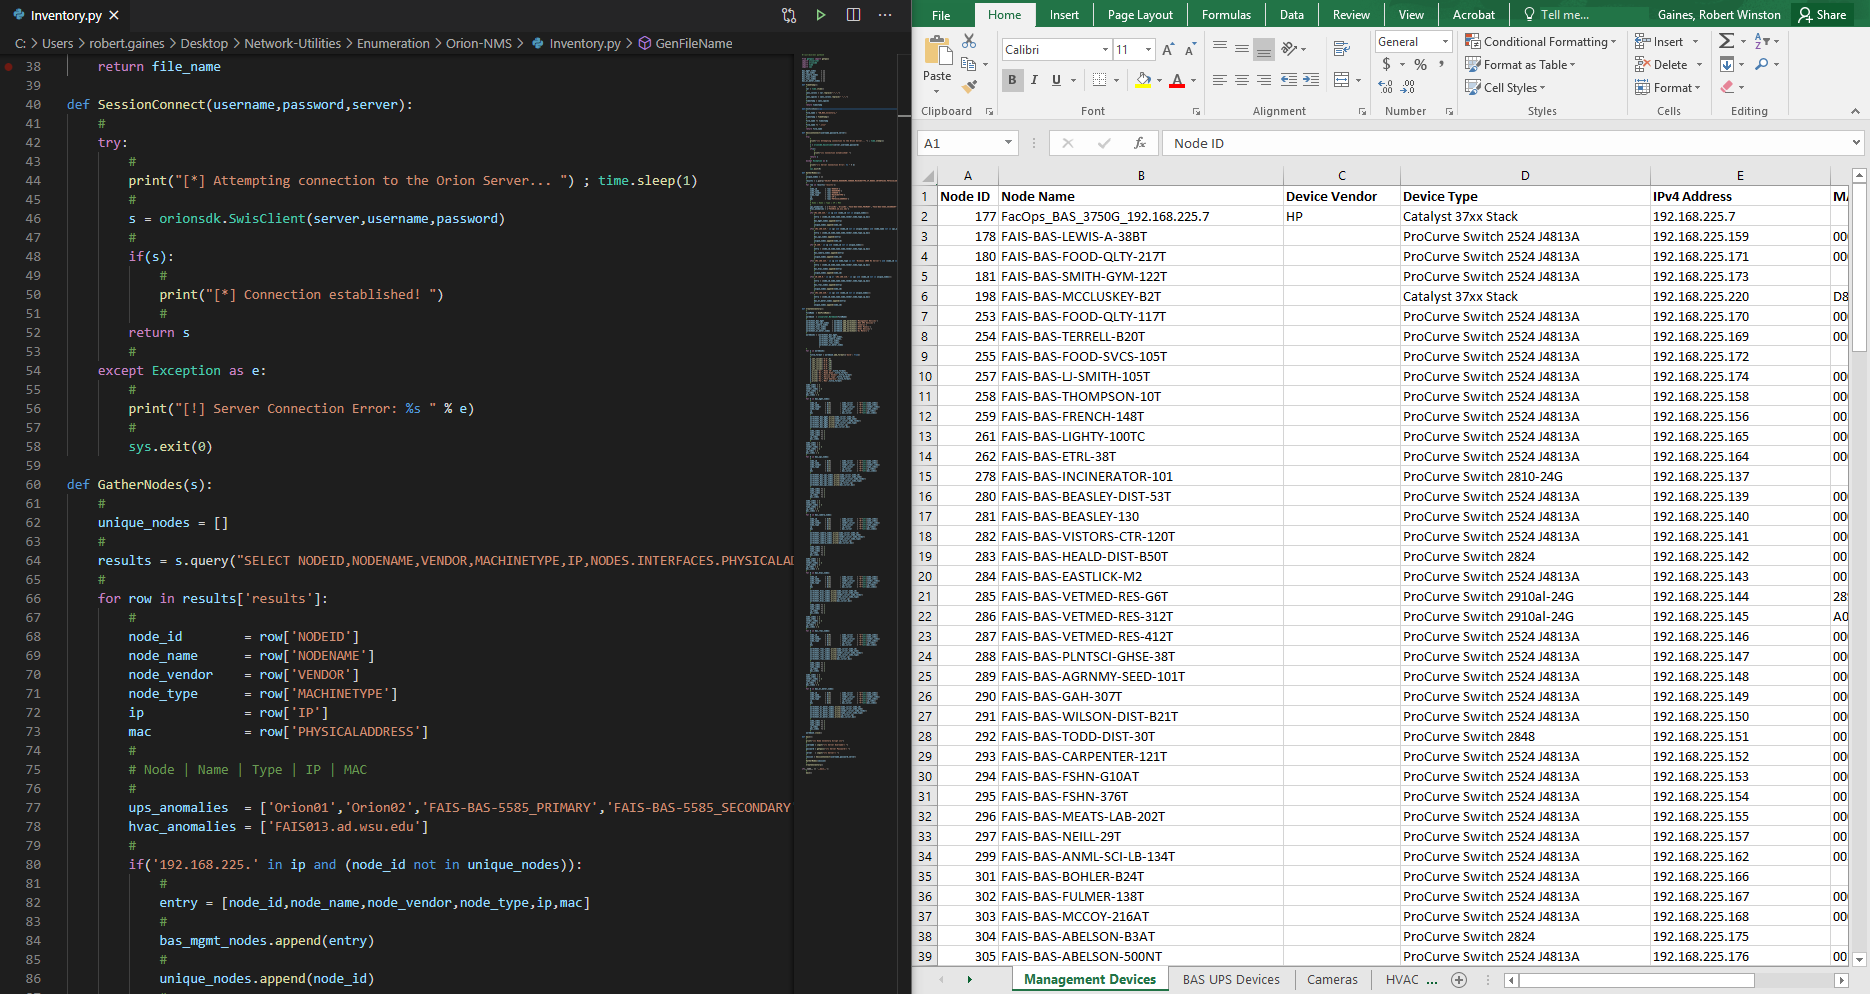 Inventory.py
C: > Users > robert.gaines > Desktop > Network-Utilities > Enumeration > Orion-NMS > Inventory.py > GenFileName
38 return file_name
39
40 def SessionConnect(username,password,server):
41 #
42 try:
43 #
44 print("[*] Attempting connection to the Orion Server... ") ; time.sleep(1)
45 #
46 s = orionsdk.SwisClient(server,username,password)
47 #
48 if(s):
49 #
50 print("[*] Connection established! ")
51 #
52 return s
53 #
54 except Exception as e:
55 #
56 print("[!] Server Connection Error: %s " % e)
57 #
58 sys.exit(0)
59
60 def GatherNodes(s):
61 #
62 unique_nodes = []
63 #
64 results = s.query("SELECT NODEID,NODENAME,VENDOR,MACHINETYPE,IP,NODES.INTERFACES.PHYSICALAD
65 #
66 for row in results['results']:
67 #
68 node_id = row['NODEID']
69 node_name = row['NODENAME']
70 node_vendor = row['VENDOR']
71 node_type = row['MACHINETYPE']
72 ip = row['IP']
73 mac = row['PHYSICALADDRESS']
74 #
75 # Node | Name | Type | IP | MAC
76 #
77 ups_anomalies = ['Orion01','Orion02','FAIS-BAS-5585_PRIMARY','FAIS-BAS-5585_SECONDARY'
78 hvac_anomalies = ['FAIS013.ad.wsu.edu']
79 #
80 if('192.168.225.' in ip and (node_id not in unique_nodes)):
81 #
82 entry = [node_id,node_name,node_vendor,node_type,ip,mac]
83 #
84 bas_mgmt_nodes.append(entry)
85 #
86 unique_nodes.append(node_id)
File Home Insert Page Layout Formulas Data Review View Acrobat Tell me... Gaines, Robert Winston Share
Paste
Calibri 11
B I U A A A
General
$ % ,
Conditional Formatting
Format as Table
Cell Styles
Insert
Delete
Format
Clipboard Font Alignment Number Styles Cells Editing
A1 fx Node ID
A B C D E
1 Node ID Node Name Device Vendor Device Type IPv4 Address MA
2 177 FacOps_BAS_3750G_192.168.225.7 HP Catalyst 37xx Stack 192.168.225.7
3 178 FAIS-BAS-LEWIS-A-38BT ProCurve Switch 2524 J4813A 192.168.225.159 00
4 180 FAIS-BAS-FOOD-QLTY-217T ProCurve Switch 2524 J4813A 192.168.225.171 00
5 181 FAIS-BAS-SMITH-GYM-122T ProCurve Switch 2524 J4813A 192.168.225.173
6 198 FAIS-BAS-MCCLUSKEY-B2T Catalyst 37xx Stack 192.168.225.220 D8
7 253 FAIS-BAS-FOOD-QLTY-117T ProCurve Switch 2524 J4813A 192.168.225.170 00
8 254 FAIS-BAS-TERRELL-B20T ProCurve Switch 2524 J4813A 192.168.225.169 00
9 255 FAIS-BAS-FOOD-SVCS-105T ProCurve Switch 2524 J4813A 192.168.225.172
10 257 FAIS-BAS-LJ-SMITH-105T ProCurve Switch 2524 J4813A 192.168.225.174 00
11 258 FAIS-BAS-THOMPSON-10T ProCurve Switch 2524 J4813A 192.168.225.158 00
12 259 FAIS-BAS-FRENCH-148T ProCurve Switch 2524 J4813A 192.168.225.156 00
13 261 FAIS-BAS-LIGHTY-100TC ProCurve Switch 2524 J4813A 192.168.225.165 00
14 262 FAIS-BAS-ETRL-38T ProCurve Switch 2524 J4813A 192.168.225.164 00
15 278 FAIS-BAS-INCINERATOR-101 ProCurve Switch 2810-24G 192.168.225.137
16 280 FAIS-BAS-BEASLEY-DIST-53T ProCurve Switch 2524 J4813A 192.168.225.139 00
17 281 FAIS-BAS-BEASLEY-130 ProCurve Switch 2524 J4813A 192.168.225.140 00
18 282 FAIS-BAS-VISTORS-CTR-120T ProCurve Switch 2524 J4813A 192.168.225.141 00
19 283 FAIS-BAS-HEALD-DIST-B50T ProCurve Switch 2824 192.168.225.142 00
20 284 FAIS-BAS-EASTLICK-M2 ProCurve Switch 2524 J4813A 192.168.225.143 00
21 285 FAIS-BAS-VETMED-RES-G6T ProCurve Switch 2910al-24G 192.168.225.144 28
22 286 FAIS-BAS-VETMED-RES-312T ProCurve Switch 2910al-24G 192.168.225.145 A0
23 287 FAIS-BAS-VETMED-RES-412T ProCurve Switch 2524 J4813A 192.168.225.146 00
24 288 FAIS-BAS-PLNTSCI-GHSE-38T ProCurve Switch 2524 J4813A 192.168.225.147 00
25 289 FAIS-BAS-AGRNMY-SEED-101T ProCurve Switch 2524 J4813A 192.168.225.148 00
26 290 FAIS-BAS-GAH-307T ProCurve Switch 2524 J4813A 192.168.225.149 00
27 291 FAIS-BAS-WILSON-DIST-B21T ProCurve Switch 2524 J4813A 192.168.225.150 00
28 292 FAIS-BAS-TODD-DIST-30T ProCurve Switch 2848 192.168.225.151 00
29 293 FAIS-BAS-CARPENTER-121T ProCurve Switch 2524 J4813A 192.168.225.152 00
30 294 FAIS-BAS-FSHN-G10AT ProCurve Switch 2524 J4813A 192.168.225.153 00
31 295 FAIS-BAS-FSHN-376T ProCurve Switch 2524 J4813A 192.168.225.154 00
32 296 FAIS-BAS-MEATS-LAB-202T ProCurve Switch 2524 J4813A 192.168.225.155 00
33 297 FAIS-BAS-NEILL-29T ProCurve Switch 2524 J4813A 192.168.225.157 00
34 299 FAIS-BAS-ANML-SCI-LB-134T ProCurve Switch 2524 J4813A 192.168.225.162 00
35 301 FAIS-BAS-BOHLER-B24T ProCurve Switch 2524 J4813A 192.168.225.166
36 302 FAIS-BAS-FULMER-138T ProCurve Switch 2524 J4813A 192.168.225.167 00
37 303 FAIS-BAS-MCCOY-216AT ProCurve Switch 2524 J4813A 192.168.225.168 00
38 304 FAIS-BAS-ABELSON-B3AT ProCurve Switch 2824 192.168.225.175
39 305 FAIS-BAS-ABELSON-500NT ProCurve Switch 2524 J4813A 192.168.225.176 00
Management Devices BAS UPS Devices Cameras HVAC ...